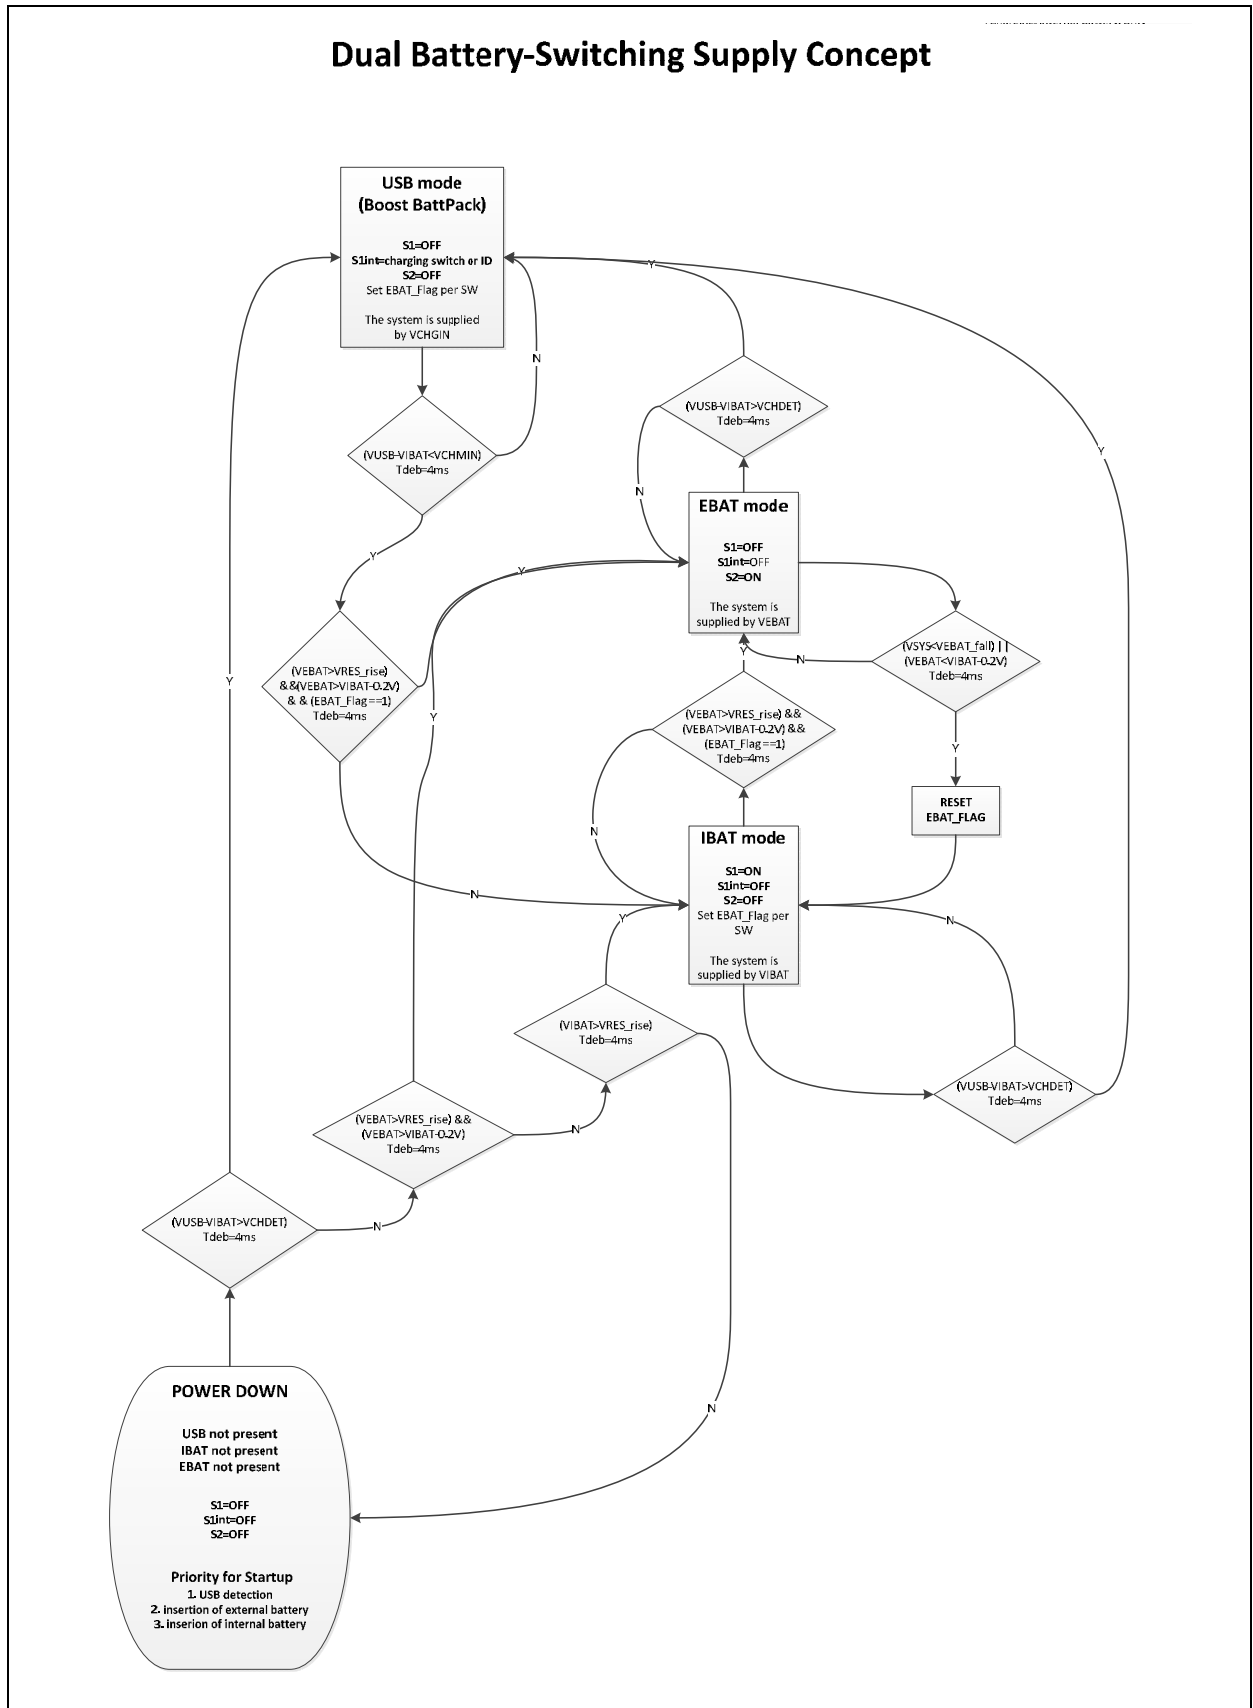 Dual Battery-Switching Supply Concept
USB mode
(Boost BattPack)
S1=OFF
S1int=charging switch or ID
S2=OFF
Set EBAT_Flag per SW
The system is supplied
by VCHGIN
Y
N
(VUSB-VIBAT>VCHDET)
Tdeb=4ms
(VUSB-VIBAT<VCHMIN)
Tdeb=4ms
Y
N
EBAT mode
S1=OFF
S1int=OFF
S2=ON
The system is
supplied by VEBAT
Y
Y
(VEBAT>VRES_rise)
&&(VEBAT>VIBAT-0.2V)
& & (EBAT_Flag==1)
Tdeb=4ms
(VSYS<VEBAT_fall) ||
(VEBAT<VIBAT-0.2V)
Tdeb=4ms
Y
N
Y
Y
(VEBAT>VRES_rise) &&
(VEBAT>VIBAT-0.2V) &&
(EBAT_Flag==1)
Tdeb=4ms
Y
RESET
EBAT_FLAG
N
IBAT mode
S1=ON
S1int=OFF
S2=OFF
Set EBAT_Flag per
SW
The system is
supplied by VIBAT
N
Y
N
(VIBAT>VRES_rise)
Tdeb=4ms
(VUSB-VIBAT>VCHDET)
Tdeb=4ms
(VEBAT>VRES_rise) &&
(VEBAT>VIBAT-0.2V)
Tdeb=4ms
N
(VUSB-VIBAT>VCHDET)
Tdeb=4ms
N
POWER DOWN
USB not present
IBAT not present
EBAT not present
S1=OFF
S1int=OFF
S2=OFF
Priority for Startup
1. USB detection
2. insertion of external battery
3. inserion of internal battery
N